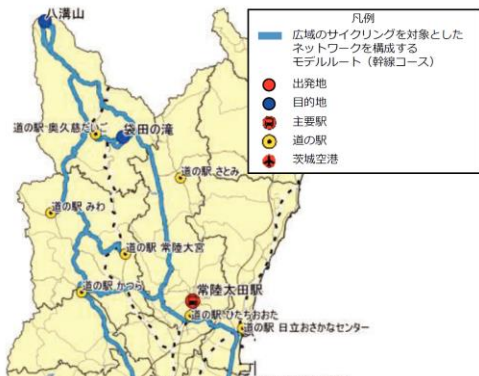 凡例
広域のサイクリングを対象とした
ネットワークを構成する
モデルルート（幹線コース）
出発地
目的地
主要駅
道の駅
茨城空港
八溝山
道の駅 奥久慈だいご
袋田の滝
道の駅 さとみ
道の駅 みわ
道の駅 常陸大宮
道の駅 かつら
常陸太田駅
道の駅 ひたちおおた
道の駅 日立おさかなセンター